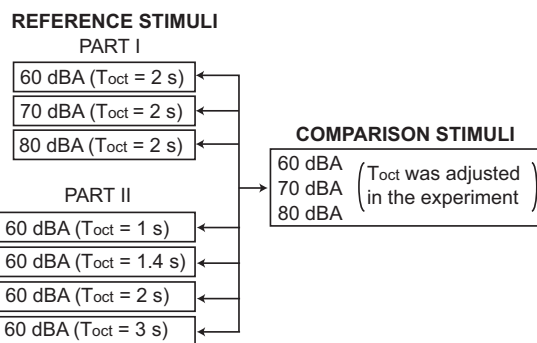 REFERENCE STIMULI
PART I
60 dBA (Toct = 2 s)
70 dBA (Toct = 2 s)
80 dBA (Toct = 2 s)
PART II
60 dBA (Toct = 1 s)
60 dBA (Toct = 1.4 s)
60 dBA (Toct = 2 s)
60 dBA (Toct = 3 s)
COMPARISON STIMULI
60 dBA
70 dBA
80 dBA
(Toct was adjusted
in the experiment)